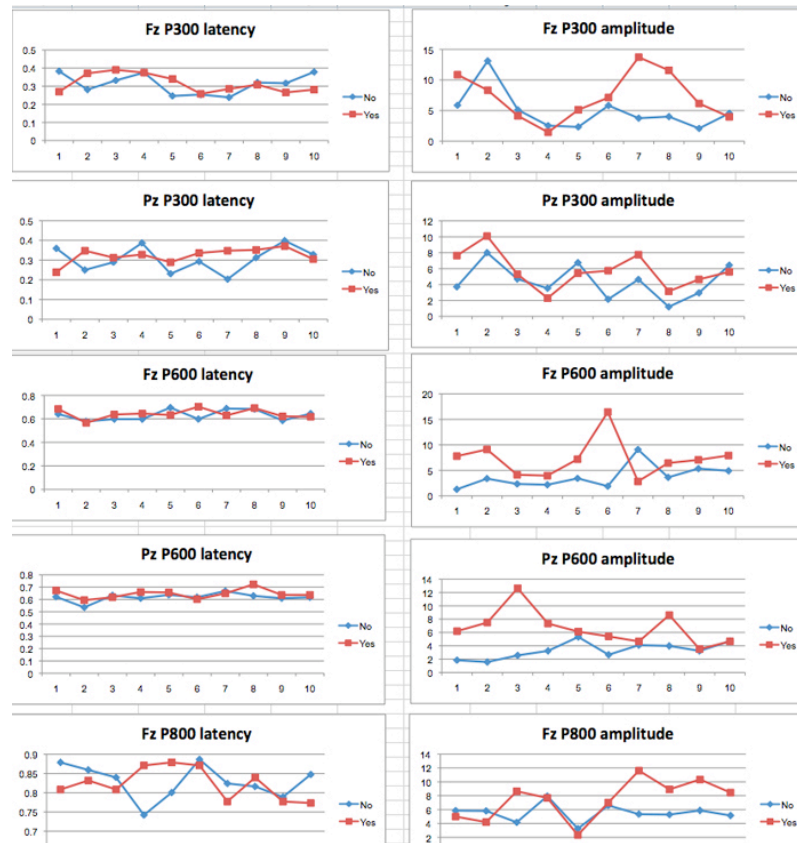 Fz P300 latency
0.5
0.4
0.3
0.2
0.1
0
1 2 3 4 5 6 7 8 9 10
No
Yes
Fz P300 amplitude
15
10
5
0
1 2 3 4 5 6 7 8 9 10
No
Yes
Pz P300 latency
0.5
0.4
0.3
0.2
0.1
0
1 2 3 4 5 6 7 8 9 10
No
Yes
Pz P300 amplitude
12
10
8
6
4
2
0
1 2 3 4 5 6 7 8 9 10
No
Yes
Fz P600 latency
0.8
0.6
0.4
0.2
0
1 2 3 4 5 6 7 8 9 10
No
Yes
Fz P600 amplitude
20
15
10
5
0
1 2 3 4 5 6 7 8 9 10
No
Yes
Pz P600 latency
0.8
0.7
0.6
0.5
0.4
0.3
0.2
0.1
0
1 2 3 4 5 6 7 8 9 10
No
Yes
Pz P600 amplitude
14
12
10
8
6
4
2
0
1 2 3 4 5 6 7 8 9 10
No
Yes
Fz P800 latency
0.9
0.85
0.8
0.75
0.7
No
Yes
Fz P800 amplitude
14
12
10
8
6
4
2
No
Yes